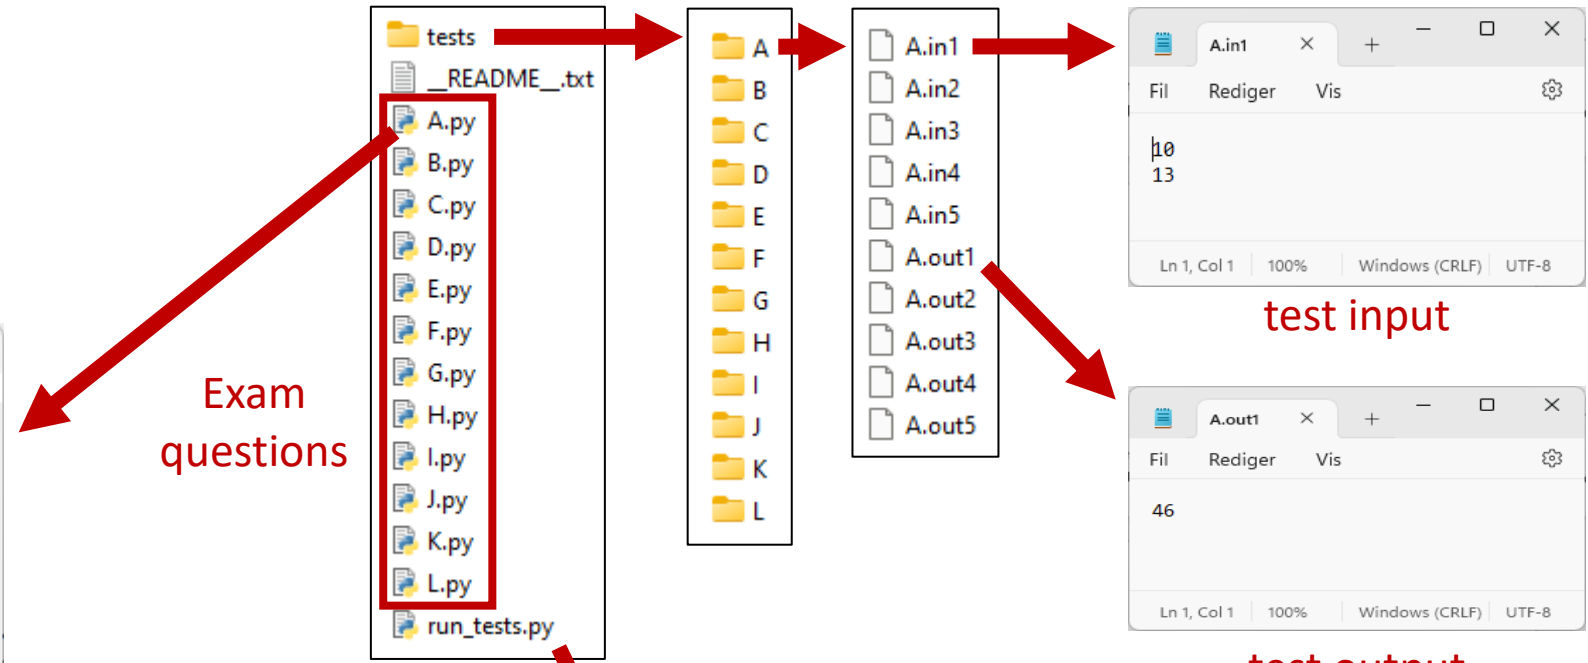 tests
__README__.txt
A.py
B.py
C.py
D.py
E.py
F.py
G.py
H.py
I.py
J.py
K.py
L.py
run_tests.py
Exam
questions
A
B
C
D
E
F
G
H
I
J
K
L
A.in1
A.in2
A.in3
A.in4
A.in5
A.out1
A.out2
A.out3
A.out4
A.out5
A.in1
Fil Rediger Vis
10
13
Ln 1, Col 1 100% Windows (CRLF) UTF-8
test input
A.out1
Fil Rediger Vis
46
Ln 1, Col 1 100% Windows (CRLF) UTF-8
test output